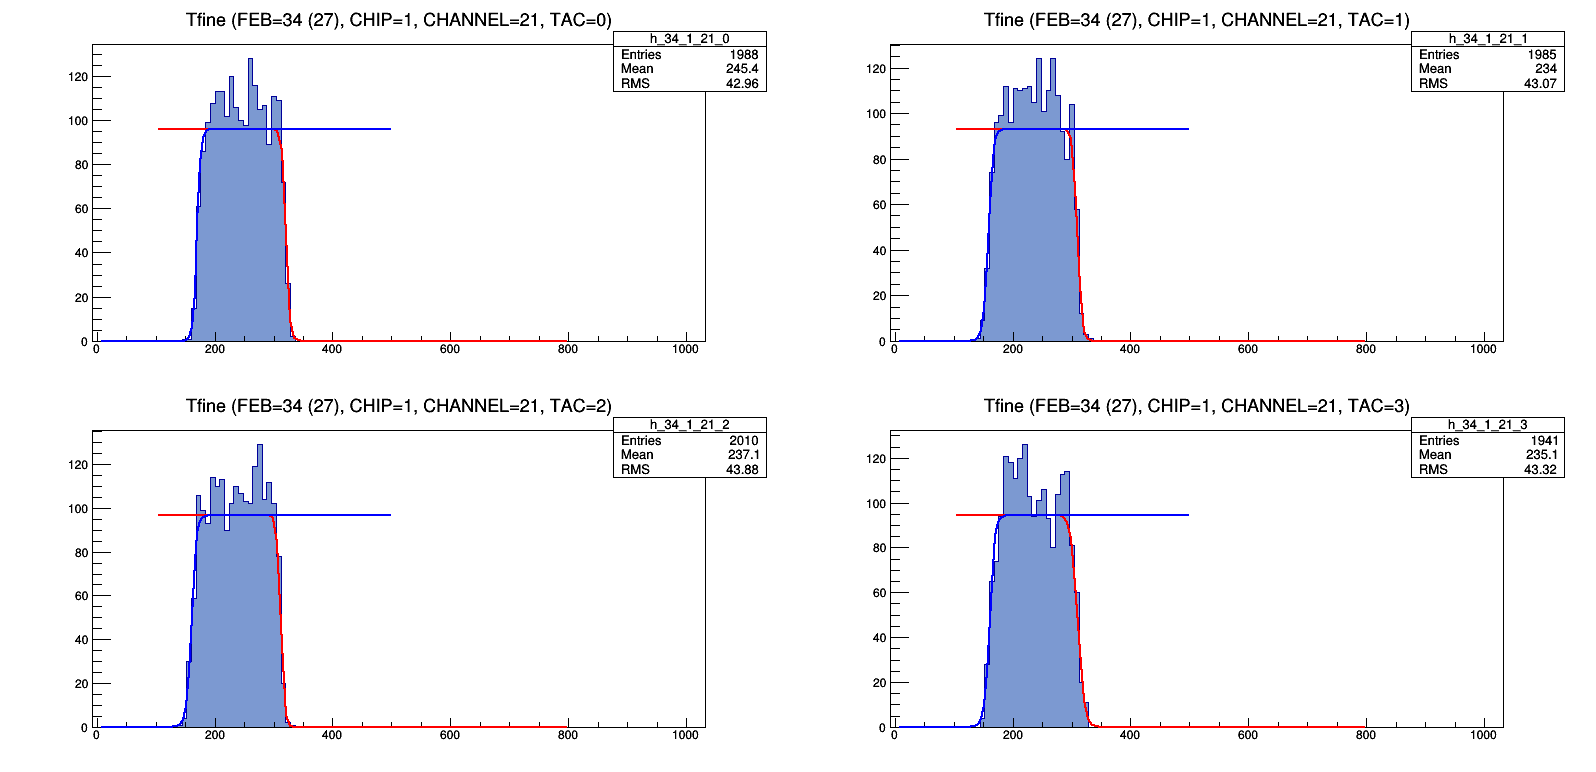 Tfine (FEB=34 (27), CHIP=1, CHANNEL=21, TAC=0)
h_34_1_21_0
Entries 1988
Mean 245.4
RMS 42.96
120
100
80
60
40
20
0
0 200 400 600 800 1000
Tfine (FEB=34 (27), CHIP=1, CHANNEL=21, TAC=1)
h_34_1_21_1
Entries 1985
Mean 234
RMS 43.07
120
100
80
60
40
20
0
0 200 400 600 800 1000
Tfine (FEB=34 (27), CHIP=1, CHANNEL=21, TAC=2)
h_34_1_21_2
Entries 2010
Mean 237.1
RMS 43.88
120
100
80
60
40
20
0
0 200 400 600 800 1000
Tfine (FEB=34 (27), CHIP=1, CHANNEL=21, TAC=3)
h_34_1_21_3
Entries 1941
Mean 235.1
RMS 43.32
120
100
80
60
40
20
0
0 200 400 600 800 1000